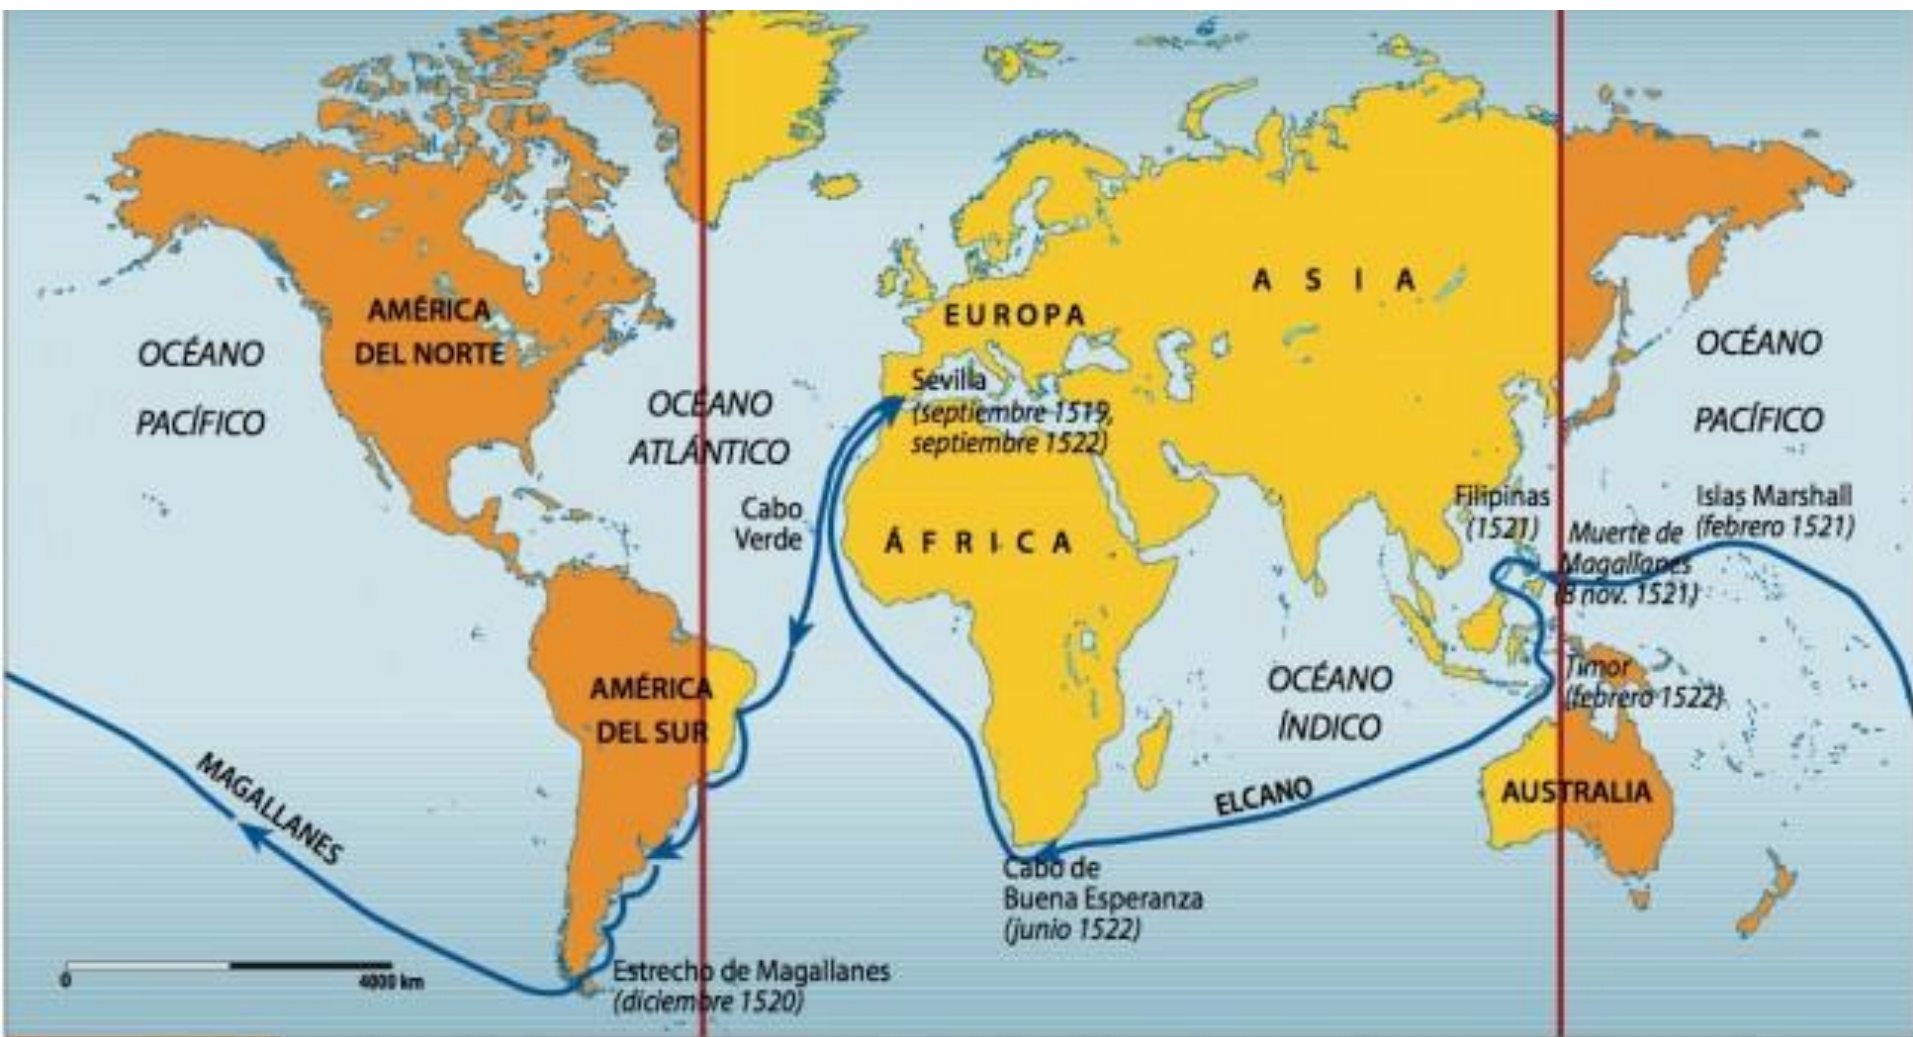 AMÉRICA
DEL NORTE
OCÉANO
PACÍFICO
OCÉANO
ATLÁNTICO
EUROPA
ASIA
Sevilla
(septiembre 1519,
septiembre 1522)
OCÉANO
PACÍFICO
Cabo
Verde
ÁFRICA
Filipinas
(1521)
Islas Marshall
(febrero 1521)
Muerte de
Magallanes
(8 nov. 1521)
AMÉRICA
DEL SUR
OCÉANO
ÍNDICO
Timor
(febrero 1522)
MAGALLANES
ELCANO
AUSTRALIA
Cabo de
Buena Esperanza
(junio 1522)
Estrecho de Magallanes
(diciembre 1520)
0
4000 km